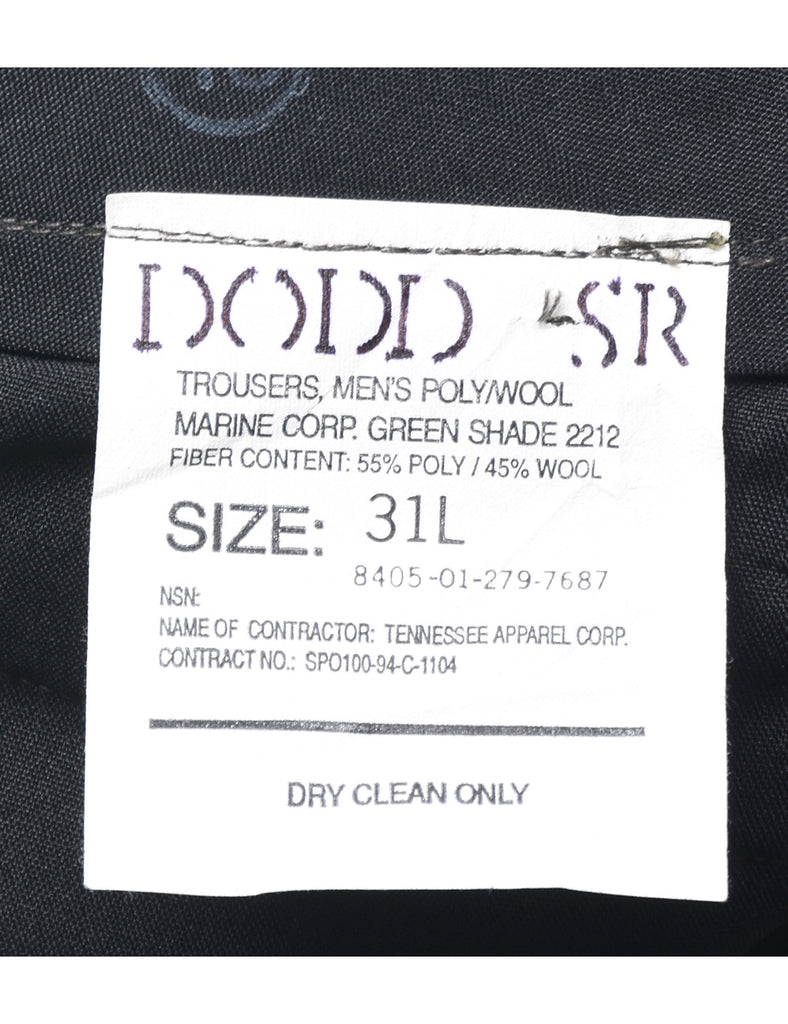 DODD SR
TROUSERS, MEN'S POLY/WOOL
MARINE CORP. GREEN SHADE 2212
FIBER CONTENT: 55% POLY / 45% WOOL
SIZE: 31L
8405-01-279-7687
NSN:
NAME OF CONTRACTOR: TENNESSEE APPAREL CORP.
CONTRACT NO.: SPO100-94-C-1104
DRY CLEAN ONLY